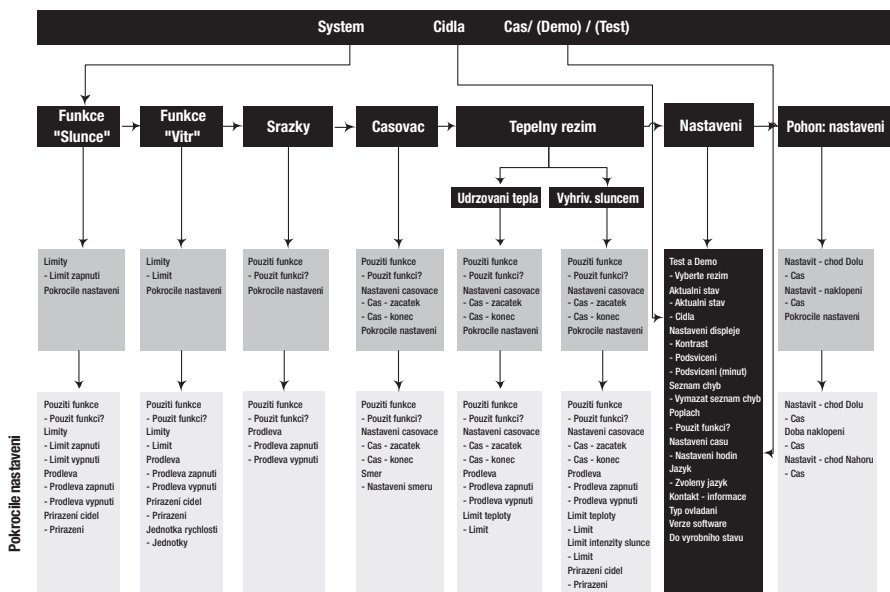 System Cidla Cas/ (Demo) / (Test)
Funkce
"Slunce"
Funkce
"Vitr"
Srazky
Casovac
Tepelny rezim
Nastaveni
Pohon: nastaveni
Udrzovani tepla
Vyhriv. sluncem
Limity
- Limit zapnuti
Pokrocile nastaveni
Limity
- Limit
Pokrocile nastaveni
Pouziti funkce
- Pouzit funkci?
Pokrocile nastaveni
Pouziti funkce
- Pouzit funkci?
Nastaveni casovace
- Cas - zacatek
- Cas - konec
Pokrocile nastaveni
Pouziti funkce
- Pouzit funkci?
Nastaveni casovace
- Cas - zacatek
- Cas - konec
Pokrocile nastaveni
Pouziti funkce
- Pouzit funkci?
Nastaveni casovace
- Cas - zacatek
- Cas - konec
Pokrocile nastaveni
Test a Demo
- Vyberte rezim
Aktualni stav
- Aktualni stav
- Cidla
Nastaveni displeje
- Kontrast
- Podsviceni
- Podsviceni (minut)
Seznam chyb
- Vymazat seznam chyb
Poplach
- Pouzit funkci?
Nastaveni casu
- Nastaveni hodin
Jazyk
- Zvoleny jazyk
Kontakt - informace
Typ ovladani
Verze software
Do vyrobního stavu
Nastavit - chod Dolu
- Cas
Nastavit - naklopeni
- Cas
Pokrocile nastaveni
Pokrocile nastaveni
Pouziti funkce
- Pouzit funkci?
Limity
- Limit zapnuti
- Limit vypnuti
Prodleva
- Prodleva zapnuti
- Prodleva vypnuti
Prirazení cidel
- Prirazeni
Pouziti funkce
- Pouzit funkci?
Limity
- Limit
Prodleva
- Prodleva zapnuti
- Prodleva vypnuti
Prirazení cidel
- Prirazeni
Jednotka rychlosti
- Jednotky
Pouziti funkce
- Pouzit funkci?
Prodleva
- Prodleva zapnuti
- Prodleva vypnuti
Pouziti funkce
- Pouzit funkci?
Nastaveni casovace
- Cas - zacatek
- Cas - konec
Smer
- Nastaveni smeru
Pouziti funkce
- Pouzit funkci?
Nastaveni casovace
- Cas - zacatek
- Cas - konec
Prodleva
- Prodleva zapnuti
- Prodleva vypnuti
Limit teploty
- Limit
Pouziti funkce
- Pouzit funkci?
Nastaveni casovace
- Cas - zacatek
- Cas - konec
Prodleva
- Prodleva zapnuti
- Prodleva vypnuti
Limit teploty
- Limit
Limit intenzity slunce
- Limit
Prirazení cidel
- Prirazeni
Nastavit - chod Dolu
- Cas
Doba naklopeni
- Cas
Nastavit - chod Nahoru
- Cas